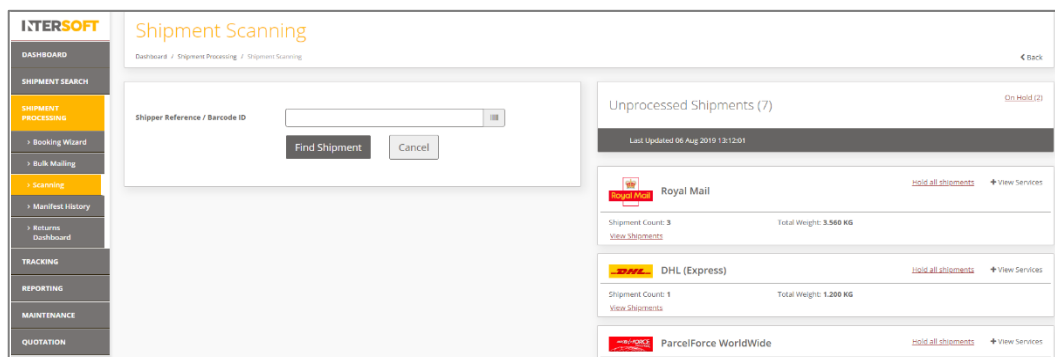 INTERSOFT
DASHBOARD
SHIPMENT SEARCH
SHIPMENT
PROCESSING
> Booking Wizard
> Bulk Mailing
> Scanning
> Manifest History
> Returns
Dashboard
TRACKING
REPORTING
MAINTENANCE
QUOTATION
Shipment Scanning
Dashboard / Shipment Processing / Shipment Scanning
Back
Shipper Reference / Barcode ID
Find Shipment
Cancel
Unprocessed Shipments (7)
On Hold (2)
Last Updated 06 Aug 2019 13:12:01
Royal Mail
Royal Mail
Hold all shipments
+ View Services
Shipment Count: 3
Total Weight: 3.560 KG
View Shipments
DHL
DHL (Express)
Hold all shipments
+ View Services
Shipment Count: 1
Total Weight: 1.200 KG
View Shipments
ParcelForce WorldWide
Hold all shipments
+ View Services